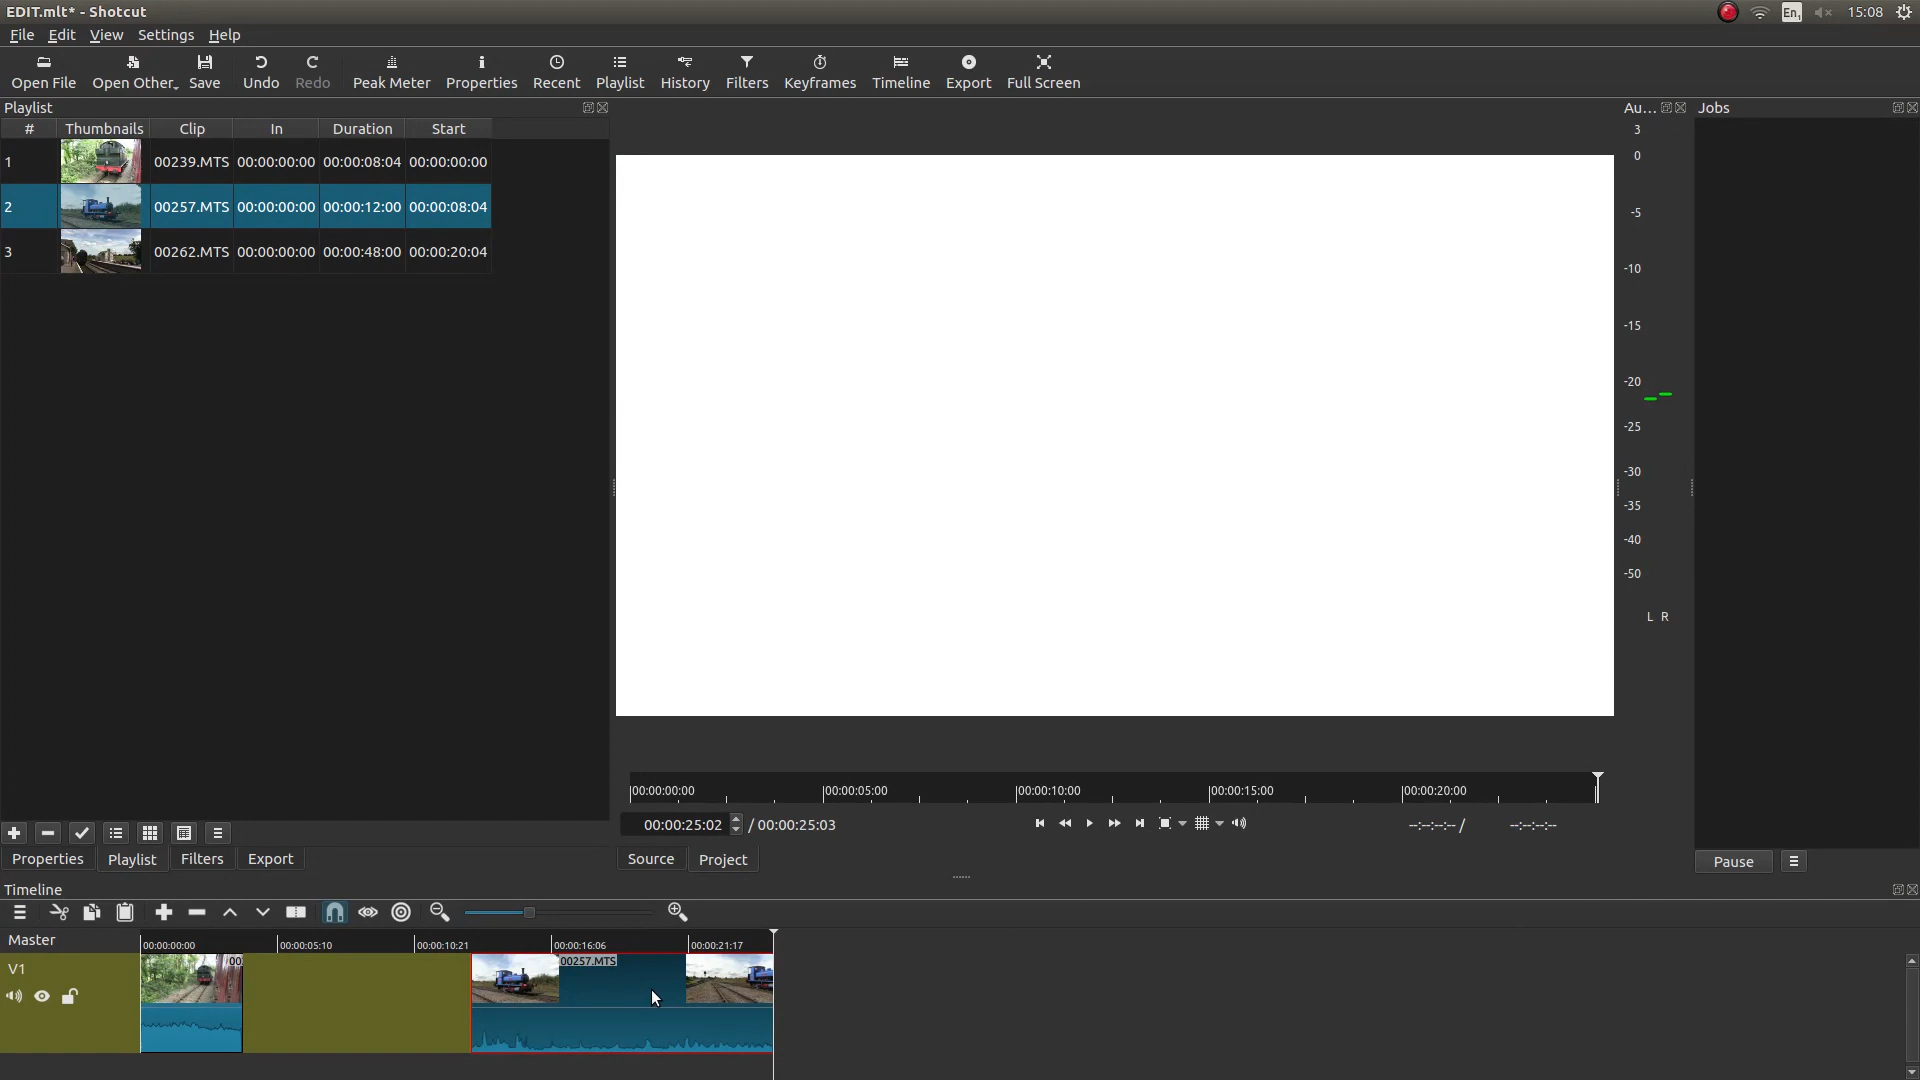 EDIT.mlt* - Shotcut
En1 15:08
File Edit View Settings Help
Open File Open Other Save Undo Redo Peak Meter Properties Recent Playlist History Filters Keyframes Timeline Export Full Screen
Playlist
Au...
Jobs
# Thumbnails Clip In Duration Start
1 00239.MTS 00:00:00:00 00:00:08:04 00:00:00:00
2 00257.MTS 00:00:00:00 00:00:12:00 00:00:08:04
3 00262.MTS 00:00:00:00 00:00:48:00 00:00:20:04
3
0
-5
-10
-15
-20
-25
-30
-35
-40
-50
L R
00:00:00:00 00:00:05:00 00:00:10:00 00:00:15:00 00:00:20:00
00:00:25:02 / 00:00:25:03
--:--:--:-- / --:--:--:--
Properties Playlist Filters Export
Source Project
Pause
Timeline
Master
00:00:00:00 00:00:05:10 00:00:10:21 00:00:16:06 00:00:21:17
V1
00 00257.MTS